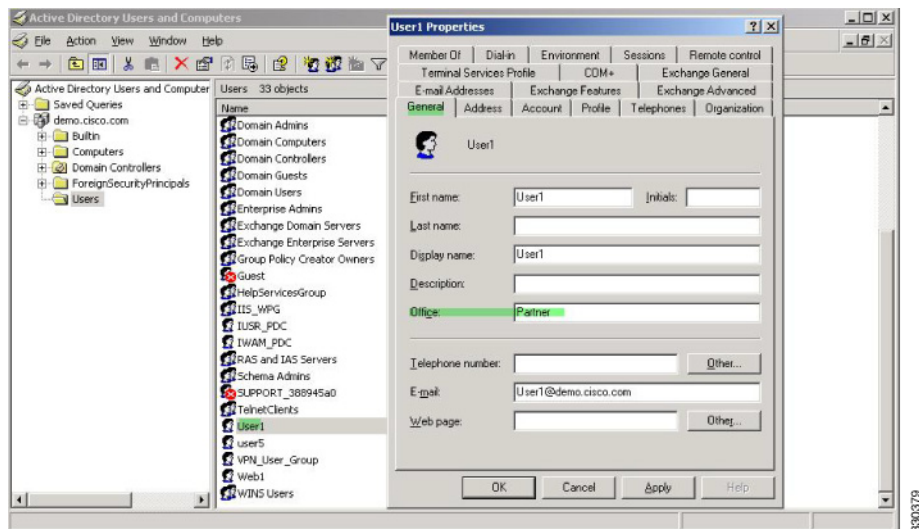 Active Directory Users and Computers
File Action View Window Help
Active Directory Users and Computer
Saved Queries
demo.cisco.com
Builtin
Computers
Domain Controllers
ForeignSecurityPrincipals
Users
Users 33 objects
Name
Domain Admins
Domain Computers
Domain Controllers
Domain Guests
Domain Users
Enterprise Admins
Exchange Domain Servers
Exchange Enterprise Servers
Group Policy Creator Owners
Guest
HelpServicesGroup
IIS_WPG
IUSR_PDC
IWAM_PDC
RAS and IAS Servers
Schema Admins
SUPPORT_388945a0
TelnetClients
User1
user5
VPN_User_Group
Web1
WINS Users
User1 Properties
Member Of Dial-in Environment Sessions Remote control
Terminal Services Profile COM+ Exchange General
E-mail Addresses Exchange Features Exchange Advanced
General Address Account Profile Telephones Organization
User1
First name: User1 Initials:
Last name:
Display name: User1
Description:
Office: Partner
Telephone number: Other...
E-mail: User1@demo.cisco.com
Web page: Other...
OK Cancel Apply Help
330379